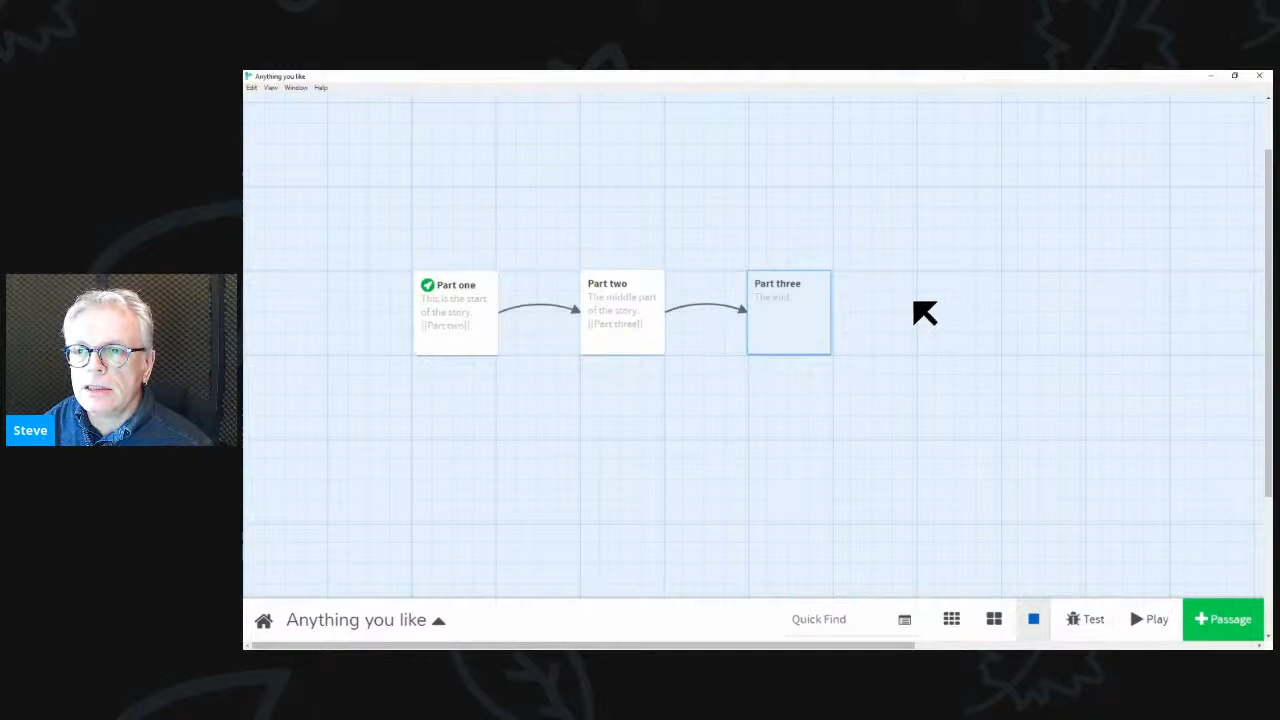 Anything you like
Edit View Window Help
Part one
This is the start
of the story.
[[Part two]]
Part two
The middle part
of the story.
[[Part three]]
Part three
The end.
Steve
Anything you like
Quick Find
Test
Play
Passage